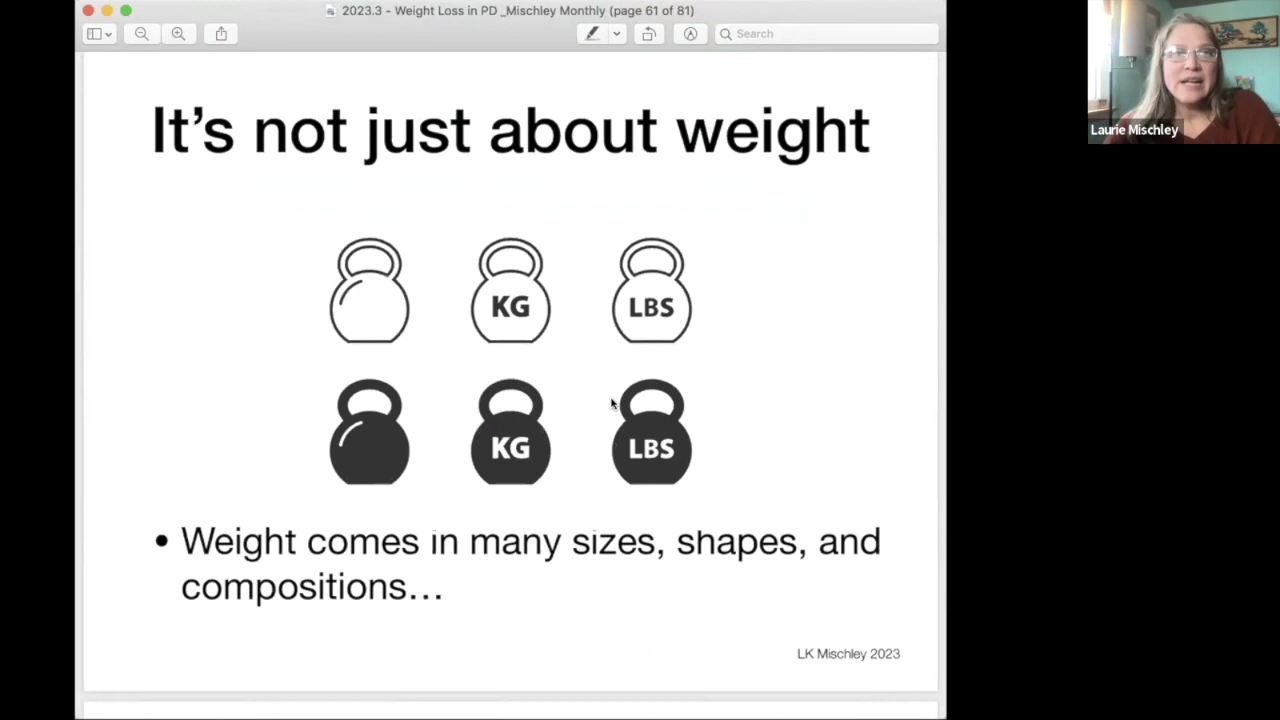 2023.3 - Weight Loss in PD _Mischley Monthly (page 61 of 81)
Search
Laurie Mischley
It's not just about weight
KG
LBS
KG
LBS
• Weight comes in many sizes, shapes, and
compositions…
LK Mischley 2023